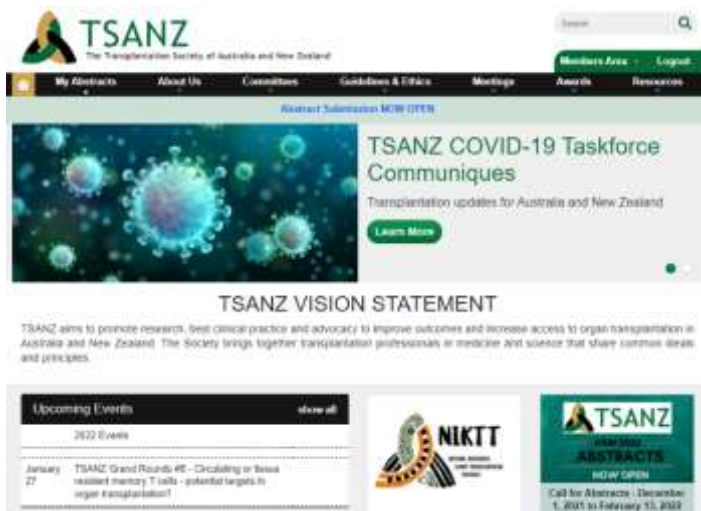 TSANZ
The Transplantation Society of Australia and New Zealand
Search
Members Area
Logout
My Abstracts
About Us
Committees
Guidelines & Ethics
Meetings
Awards
Resources
Abstract Submission NOW OPEN
TSANZ COVID-19 Taskforce
Communiques
Transplantation updates for Australia and New Zealand
Learn More
TSANZ VISION STATEMENT
TSANZ aims to promote research, best clinical practice and advocacy to improve outcomes and increase access to organ transplantation in
Australia and New Zealand. The Society brings together transplantation professionals in medicine and science that share common ideals
and principles.
Upcoming Events
show all
2022 Events
January
27
TSANZ Grand Rounds #8 - Circulating or tissue
resident memory T cells - potential targets in
organ transplantation?
NIKTT
TSANZ
ASM 2022
ABSTRACTS
NOW OPEN
Call for Abstracts - December
1, 2021 to February 13, 2022